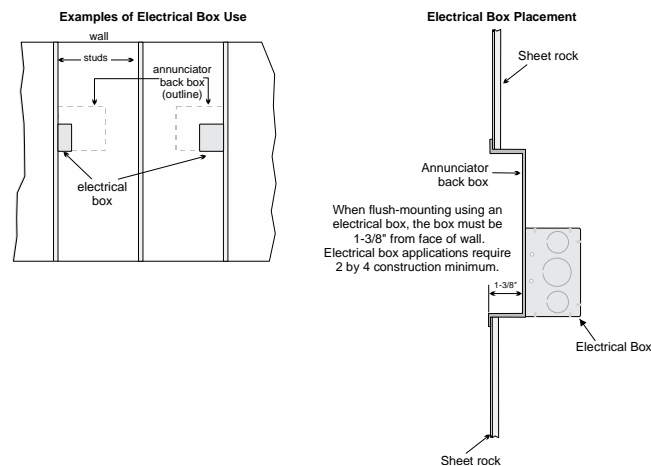 Examples of Electrical Box Use
wall
studs
annunciator
back box
(outline)
electrical
box
Electrical Box Placement
Sheet rock
Annunciator
back box
When flush-mounting using an
electrical box, the box must be
1-3/8" from face of wall.
Electrical box applications require
2 by 4 construction minimum.
1-3/8"
Electrical Box
Sheet rock